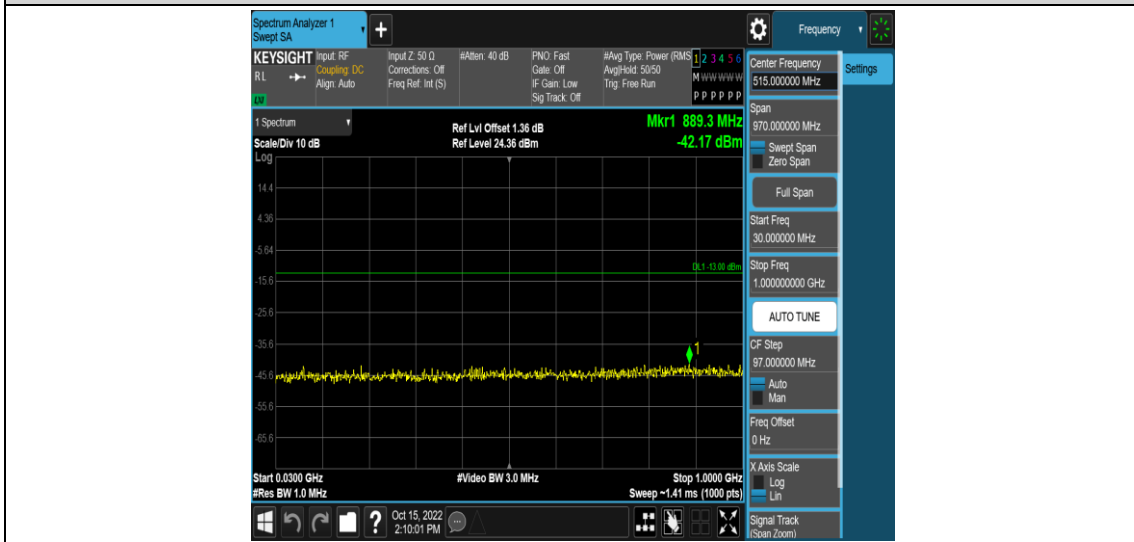 Spectrum Analyzer 1
Swept SA
Frequency
KEYSIGHT
RL
Input: RF
Coupling: DC
Align: Auto
Input Z: 50 Ω
Corrections: Off
Freq Ref: Int (S)
#Atten: 40 dB
PNO: Fast
Gate: Off
IF Gain: Low
Sig Track: Off
#Avg Type: Power (RMS
Avg|Hold: 50/50
Trig: Free Run
1 2 3 4 5 6
M W W W W W
P P P P P P
1 Spectrum
Scale/Div 10 dB
Log
Ref Lvl Offset 1.36 dB
Ref Level 24.36 dBm
Mkr1 889.3 MHz
-42.17 dBm
14.4
4.36
-5.64
-15.6
-25.6
-35.6
-45.6
-55.6
-65.6
DL1 -13.00 dBm
1
Start 0.0300 GHz
#Res BW 1.0 MHz
#Video BW 3.0 MHz
Stop 1.0000 GHz
Sweep ~1.41 ms (1000 pts)
Center Frequency
515.000000 MHz
Settings
Span
970.000000 MHz
Swept Span
Zero Span
Full Span
Start Freq
30.000000 MHz
Stop Freq
1.000000000 GHz
AUTO TUNE
CF Step
97.000000 MHz
Auto
Man
Freq Offset
0 Hz
X Axis Scale
Log
Lin
Signal Track
(Span Zoom)
?
Oct 15, 2022
2:10:01 PM